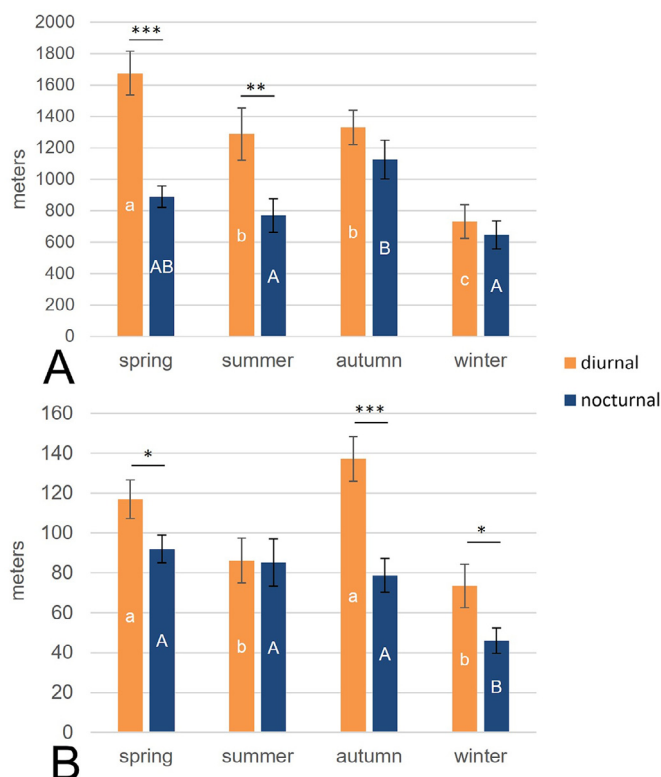 2000
1800
1600
1400
1200
1000
800
600
400
200
0
meters
***
**
a
AB
b
A
b
B
c
A
spring summer autumn winter
A
diurnal
nocturnal
160
140
120
100
80
60
40
20
0
meters
*
***
*
a
A
b
A
a
A
b
B
spring summer autumn winter
B